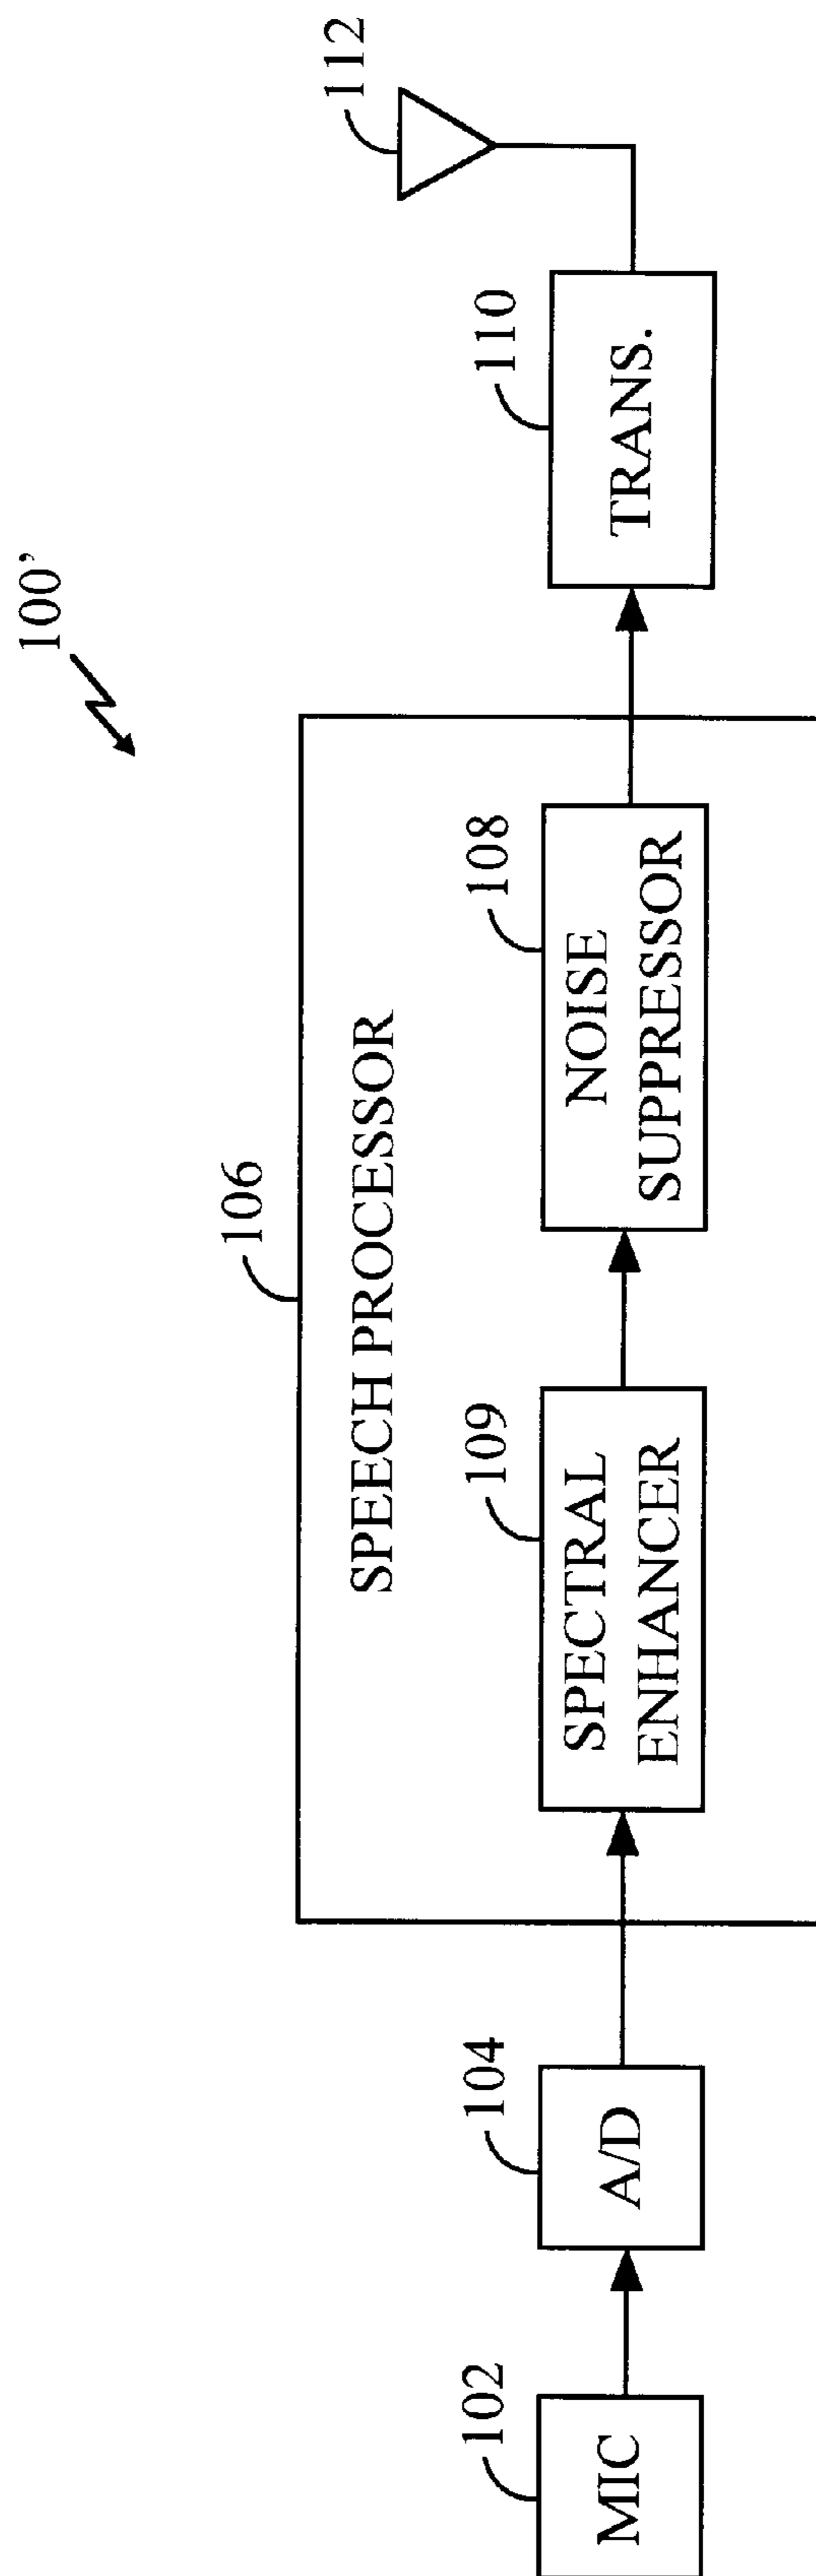 100’
106
SPEECH PROCESSOR
102
MIC
104
A/D
109
SPECTRAL
ENHANCER
108
NOISE
SUPPRESSOR
110
TRANS.
112